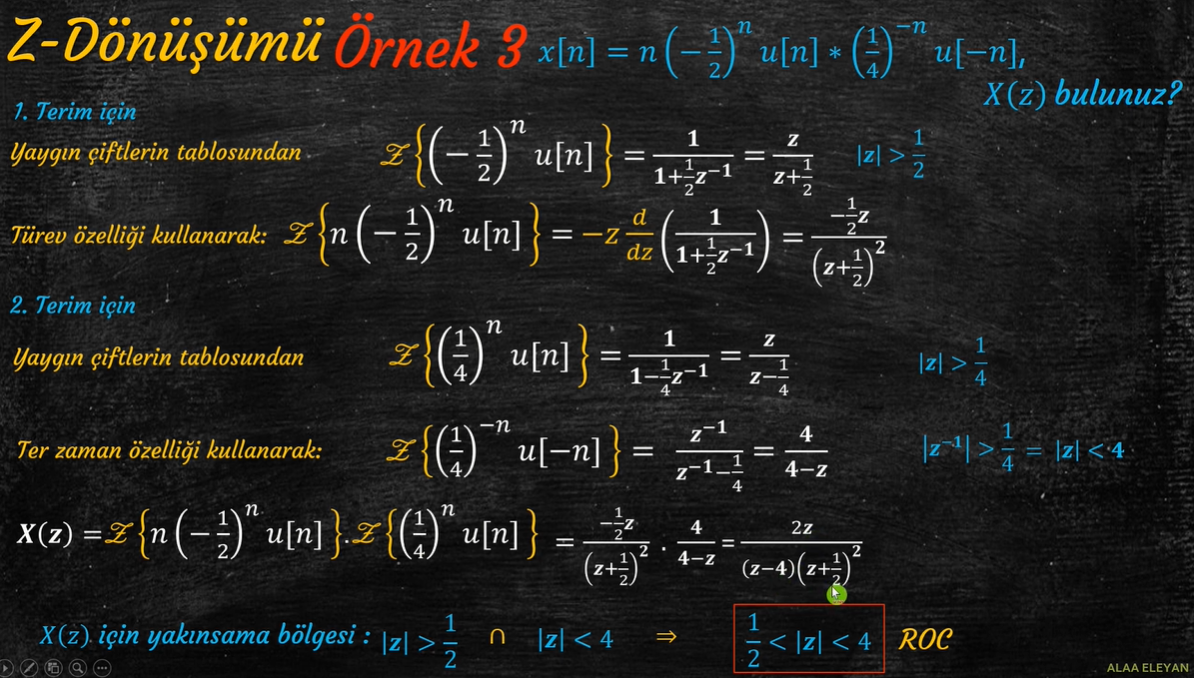 Z-Dönüşümü Örnek 3 x[n] = n(−1/2)^n u[n] ∗ (1/4)^−n u[−n],
X(z) bulunuz?
1. Terim için
Yaygın çiftlerin tablosundan 𝒵{(−1/2)^n u[n]} = 1/(1+1/2 z^−1) = z/(z+1/2) |z| > 1/2
Türev özelliği kullanarak: 𝒵{n(−1/2)^n u[n]} = −z d/dz (1/(1+1/2 z^−1)) = (−1/2 z)/(z+1/2)^2
2. Terim için
Yaygın çiftlerin tablosundan 𝒵{(1/4)^n u[n]} = 1/(1−1/4 z^−1) = z/(z−1/4) |z| > 1/4
Ter zaman özelliği kullanarak: 𝒵{(1/4)^−n u[−n]} = z^−1/(z^−1−1/4) = 4/(4−z) |z^−1| > 1/4 = |z| < 4
X(z) = 𝒵{n(−1/2)^n u[n]}.𝒵{(1/4)^n u[n]} = (−1/2 z)/(z+1/2)^2 . 4/(4−z) = 2z/((z−4)(z+1/2)^2)
X(z) için yakınsama bölgesi : |z| > 1/2 ∩ |z| < 4 ⇒ 1/2 < |z| < 4 ROC
ALAA ELEYAN